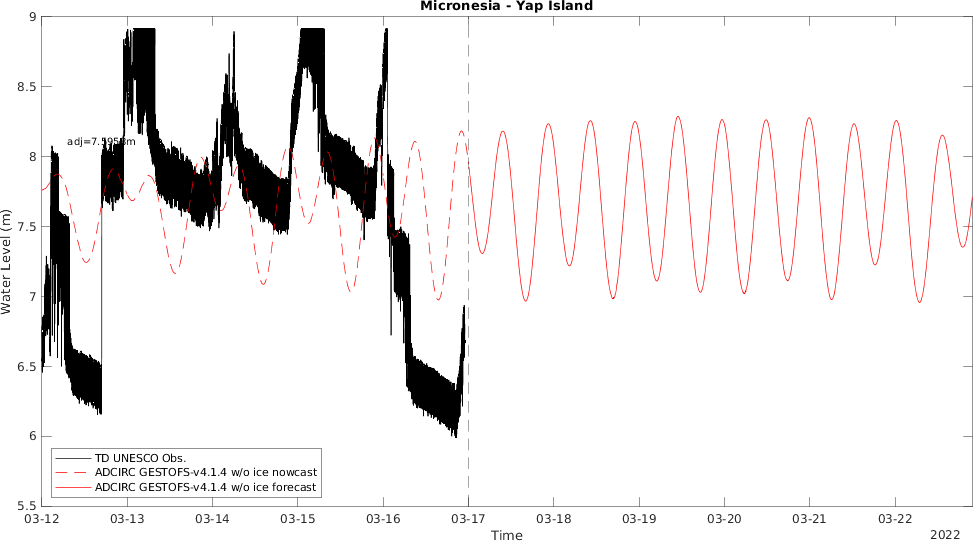 Micronesia - Yap Island
9
8.5
8
7.5
7
6.5
6
5.5
Water Level (m)
TD UNESCO Obs.
ADCIRC GESTOFS-v4.1.4 w/o ice nowcast
ADCIRC GESTOFS-v4.1.4 w/o ice forecast
03-12 03-13 03-14 03-15 03-16 03-17 03-18 03-19 03-20 03-21 03-22
Time
2022